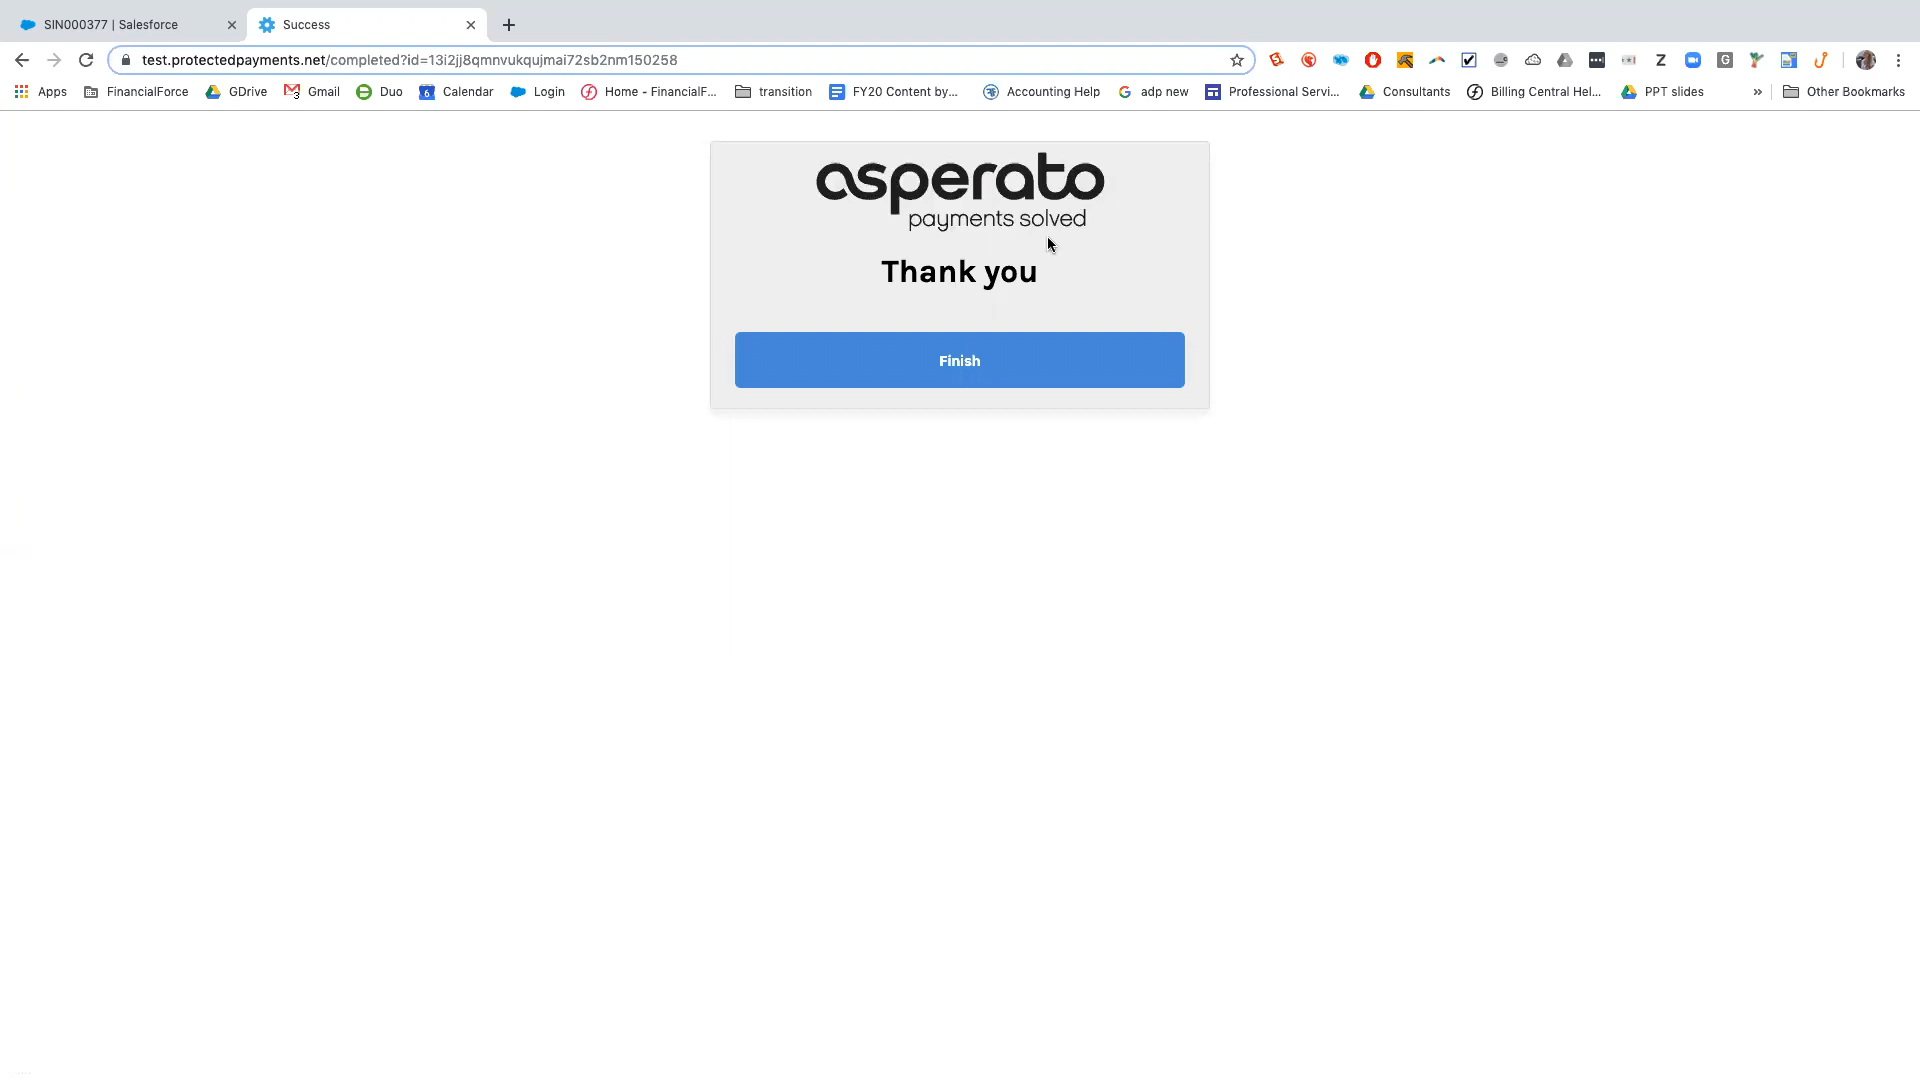 SIN000377 | Salesforce
Success
test.protectedpayments.net/completed?id=13i2jj8qmnvukqujmai72sb2nm150258
Apps FinancialForce GDrive Gmail Duo Calendar Login Home - FinancialF... transition FY20 Content by... Accounting Help adp new Professional Servi... Consultants Billing Central Hel... PPT slides » Other Bookmarks
asperato
payments solved
Thank you
Finish